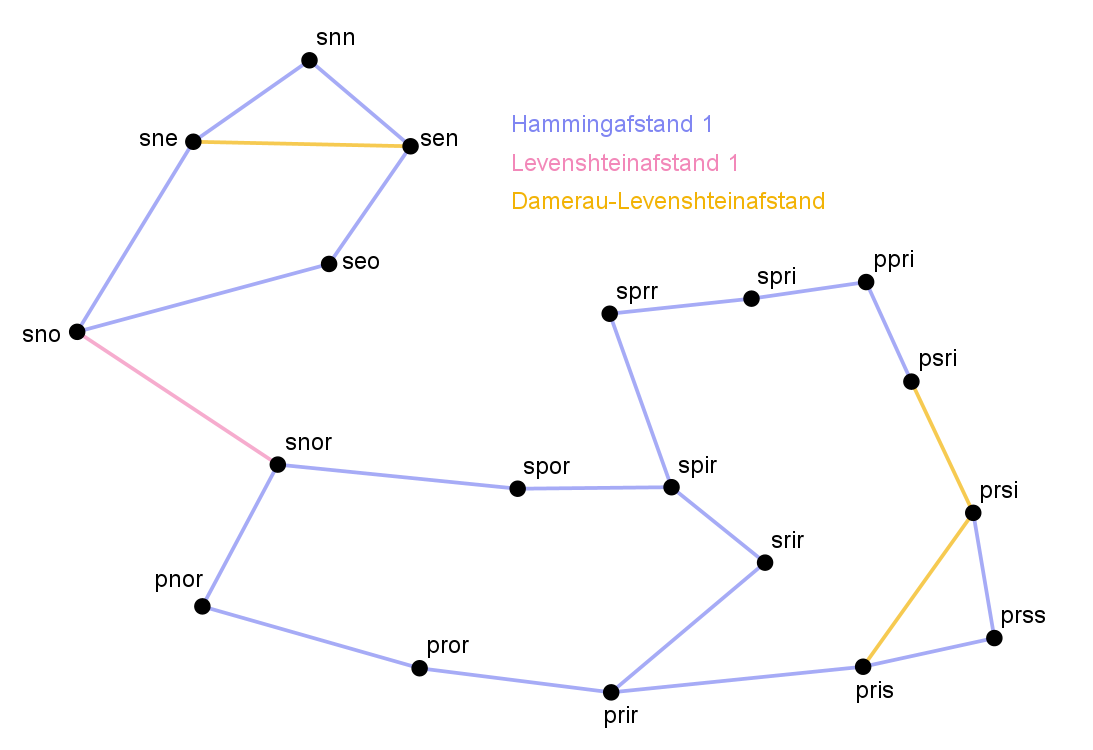 snn
sne
sen
Hammingafstand 1
Levenshteinafstand 1
Damerau-Levenshteinafstand
seo
sno
sprr
spri
ppri
psri
snor
spor
spir
prsi
srir
pnor
pror
prss
pris
prir